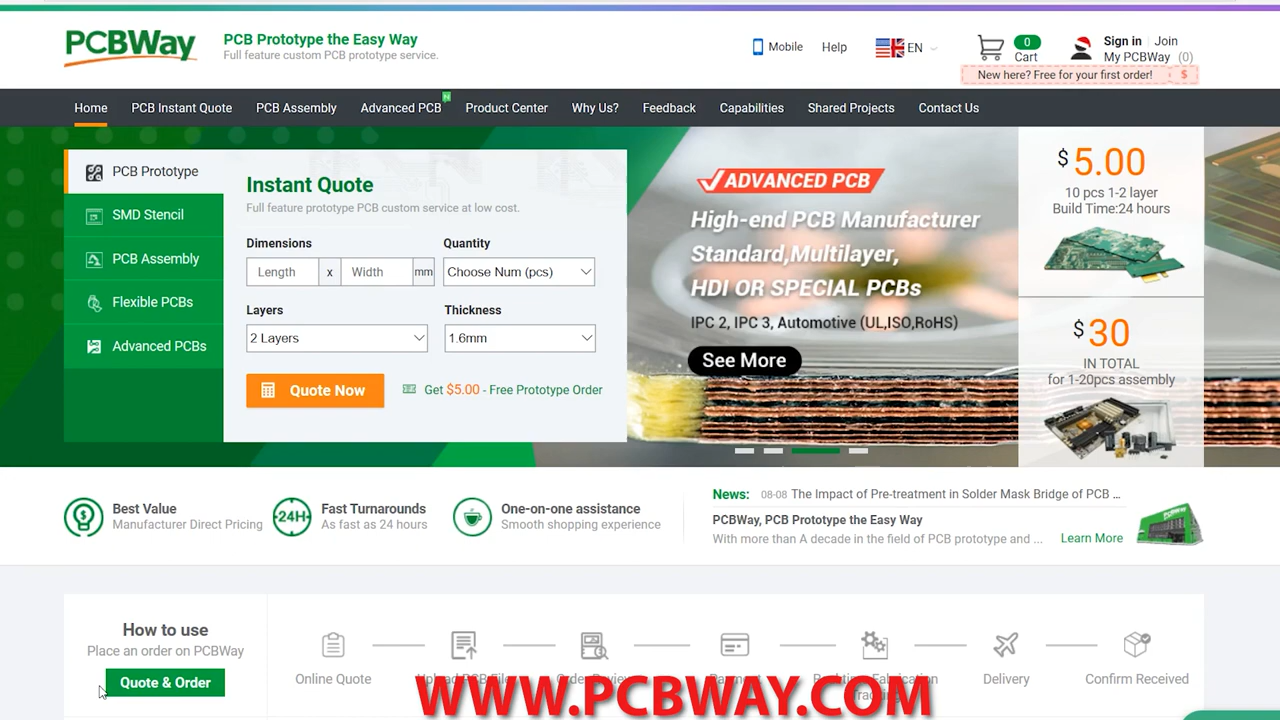 PCBWay
PCB Prototype the Easy Way
Full feature custom PCB prototype service.
Mobile
Help
EN
0
Cart
Sign in | Join
My PCBWay (0)
New here? Free for your first order! $
Home
PCB Instant Quote
PCB Assembly
Advanced PCB
N
Product Center
Why Us?
Feedback
Capabilities
Shared Projects
Contact Us
PCB Prototype
SMD Stencil
PCB Assembly
Flexible PCBs
Advanced PCBs
Instant Quote
Full feature prototype PCB custom service at low cost.
Dimensions
Quantity
Length x Width mm
Choose Num (pcs)
Layers
Thickness
2 Layers
1.6mm
Quote Now
Get $5.00 - Free Prototype Order
ADVANCED PCB
High-end PCB Manufacturer
Standard,Multilayer,
HDI OR SPECIAL PCBs
IPC 2, IPC 3, Automotive (UL,ISO,RoHS)
See More
$5.00
10 pcs 1-2 layer
Build Time:24 hours
$30
IN TOTAL
for 1-20pcs assembly
Best Value
Manufacturer Direct Pricing
24H
Fast Turnarounds
As fast as 24 hours
One-on-one assistance
Smooth shopping experience
News: 08-08 The Impact of Pre-treatment in Solder Mask Bridge of PCB ...
PCBWay, PCB Prototype the Easy Way
With more than A decade in the field of PCB prototype and ...
Learn More
How to use
Place an order on PCBWay
Quote & Order
Online Quote
Delivery
Confirm Received
WWW.PCBWAY.COM